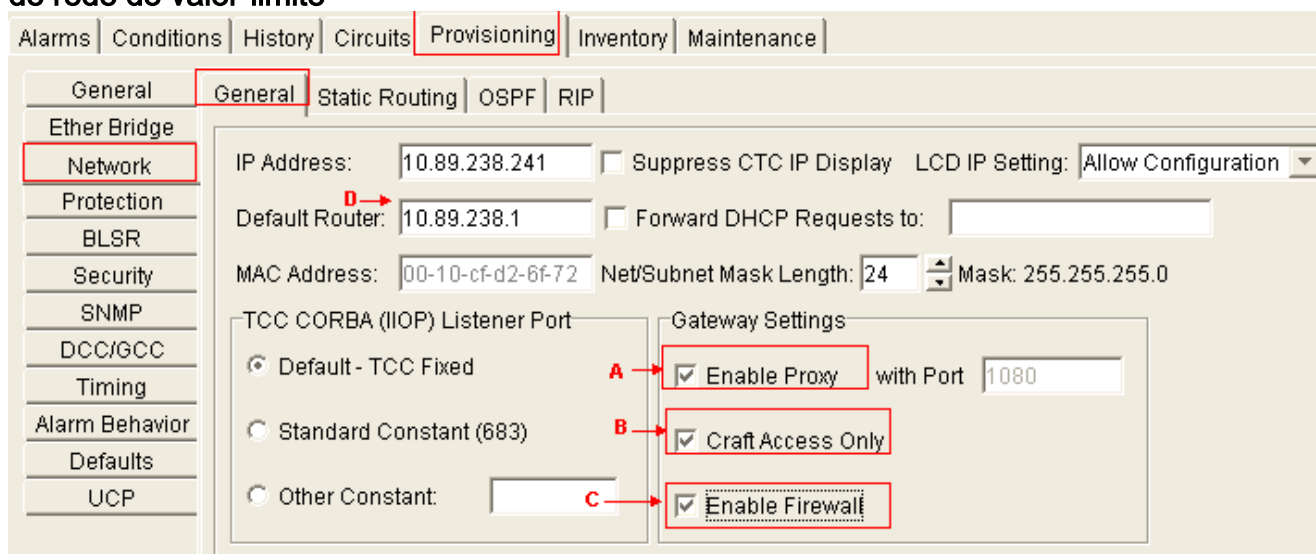 de rede do valor limite
Alarms Conditions History Circuits Provisioning Inventory Maintenance
General
Ether Bridge
Network
Protection
BLSR
Security
SNMP
DCC/GCC
Timing
Alarm Behavior
Defaults
UCP
General Static Routing OSPF RIP
IP Address: 10.89.238.241 Suppress CTC IP Display LCD IP Setting: Allow Configuration
D
Default Router: 10.89.238.1 Forward DHCP Requests to:
MAC Address: 00-10-cf-d2-6f-72 Net/Subnet Mask Length: 24 Mask: 255.255.255.0
TCC CORBA (IIOP) Listener Port
Default - TCC Fixed
Standard Constant (683)
Other Constant:
Gateway Settings
A Enable Proxy with Port 1080
B Craft Access Only
C Enable Firewall